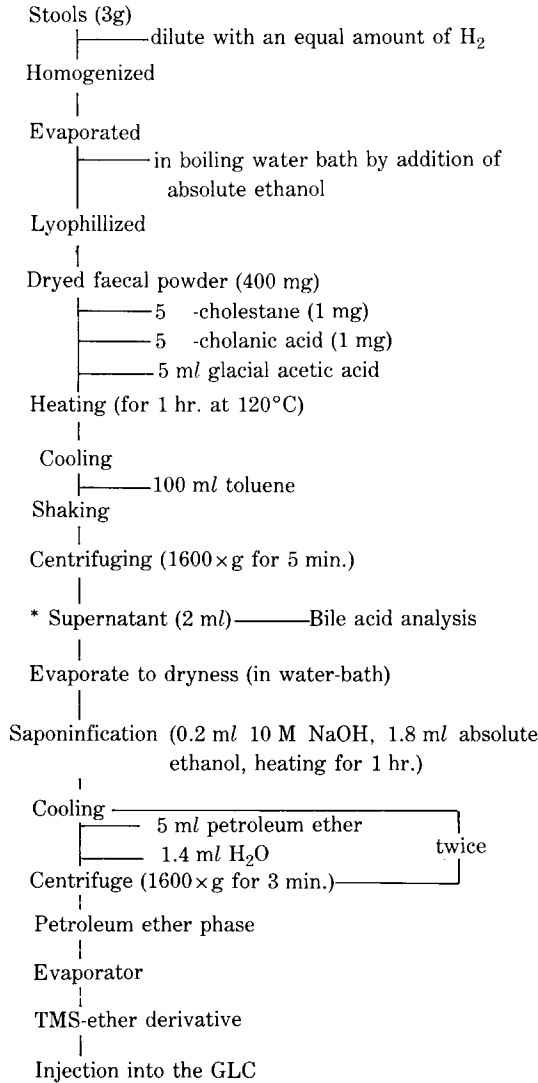 Stools (3g)
dilute with an equal amount of H₂
Homogenized
Evaporated
in boiling water bath by addition of
absolute ethanol
Lyophillized
Dryed faecal powder (400 mg)
5 -cholestane (1 mg)
5 -cholanic acid (1 mg)
5 ml glacial acetic acid
Heating (for 1 hr. at 120°C)
Cooling
100 ml toluene
Shaking
Centrifuging (1600×g for 5 min.)
* Supernatant (2 ml) Bile acid analysis
Evaporate to dryness (in water-bath)
Saponinfication (0.2 ml 10 M NaOH, 1.8 ml absolute
ethanol, heating for 1 hr.)
Cooling
5 ml petroleum ether
twice
1.4 ml H₂O
Centrifuge (1600×g for 3 min.)
Petroleum ether phase
Evaporator
TMS-ether derivative
Injection into the GLC